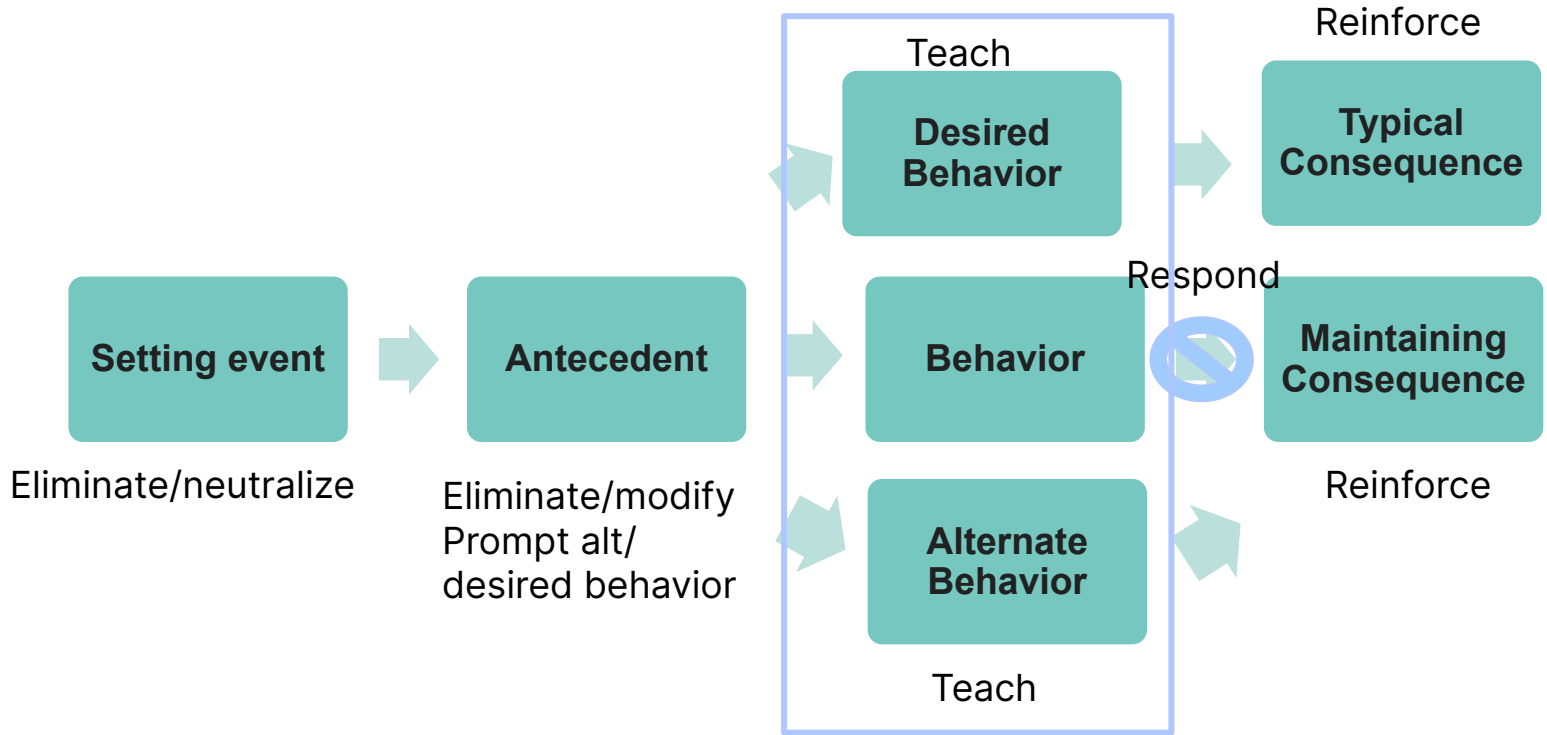 Teach
Reinforce
Desired
Behavior
Typical
Consequence
Respond
Setting event
Antecedent
Behavior
Maintaining
Consequence
Eliminate/neutralize
Eliminate/modify
Prompt alt/
desired behavior
Reinforce
Alternate
Behavior
Teach